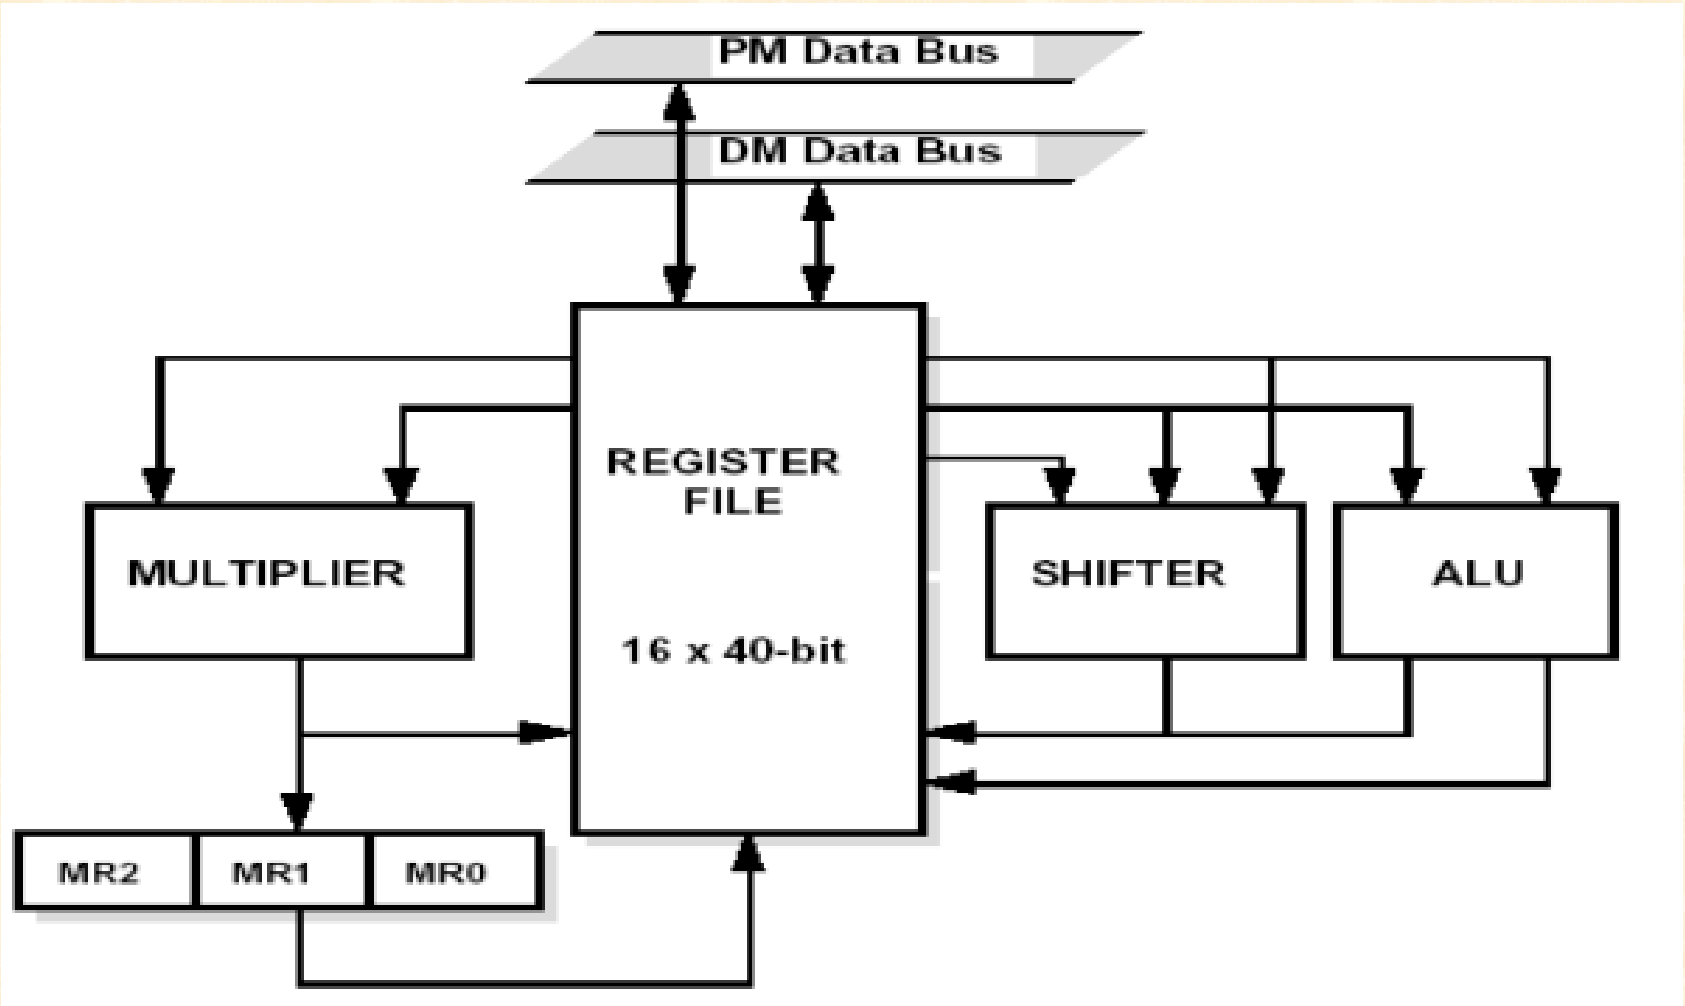 PM Data Bus
DM Data Bus
REGISTER
FILE
16 x 40-bit
MULTIPLIER
SHIFTER
ALU
MR2
MR1
MR0